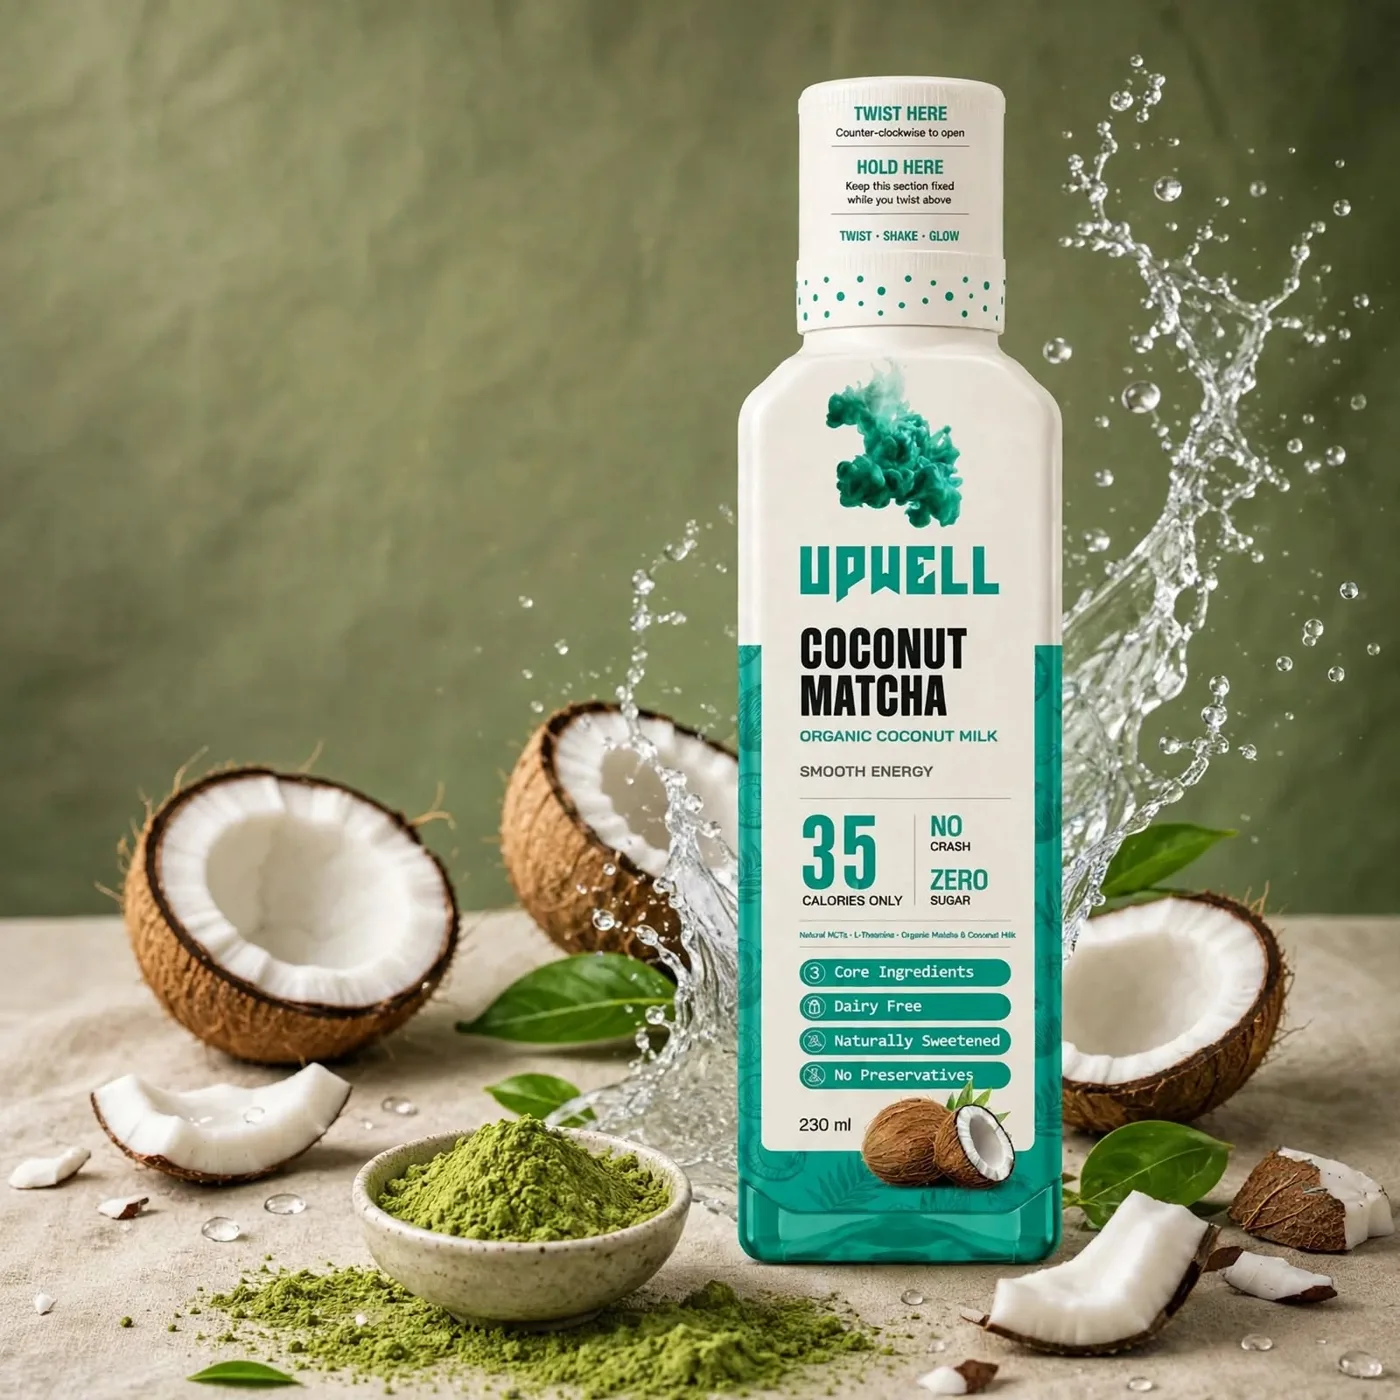 TWIST HERE
Counter-clockwise to open
HOLD HERE
Keep this section fixed
while you twist above
TWIST · SHAKE · GLOW
UPWELL
COCONUT
MATCHA
ORGANIC COCONUT MILK
SMOOTH ENERGY
35
CALORIES ONLY
NO
CRASH
ZERO
SUGAR
Natural MCTs · L-Theanine · Organic Matcha & Coconut Milk
3 Core Ingredients
Dairy Free
Naturally Sweetened
No Preservatives
230 ml